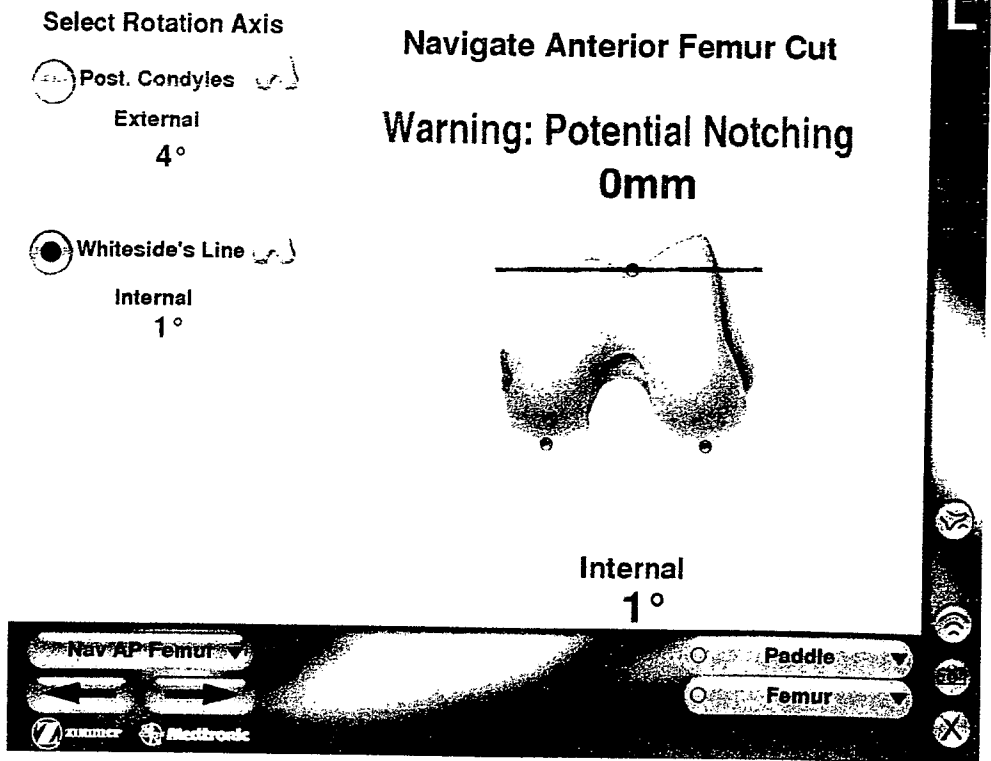 L
Select Rotation Axis
Post. Condyles
External
4°
Whiteside's Line
Internal
1°
Navigate Anterior Femur Cut
Warning: Potential Notching
0mm
Internal
1°
Nav AP Femur
Paddle
Femur
zimmer
Medtronic